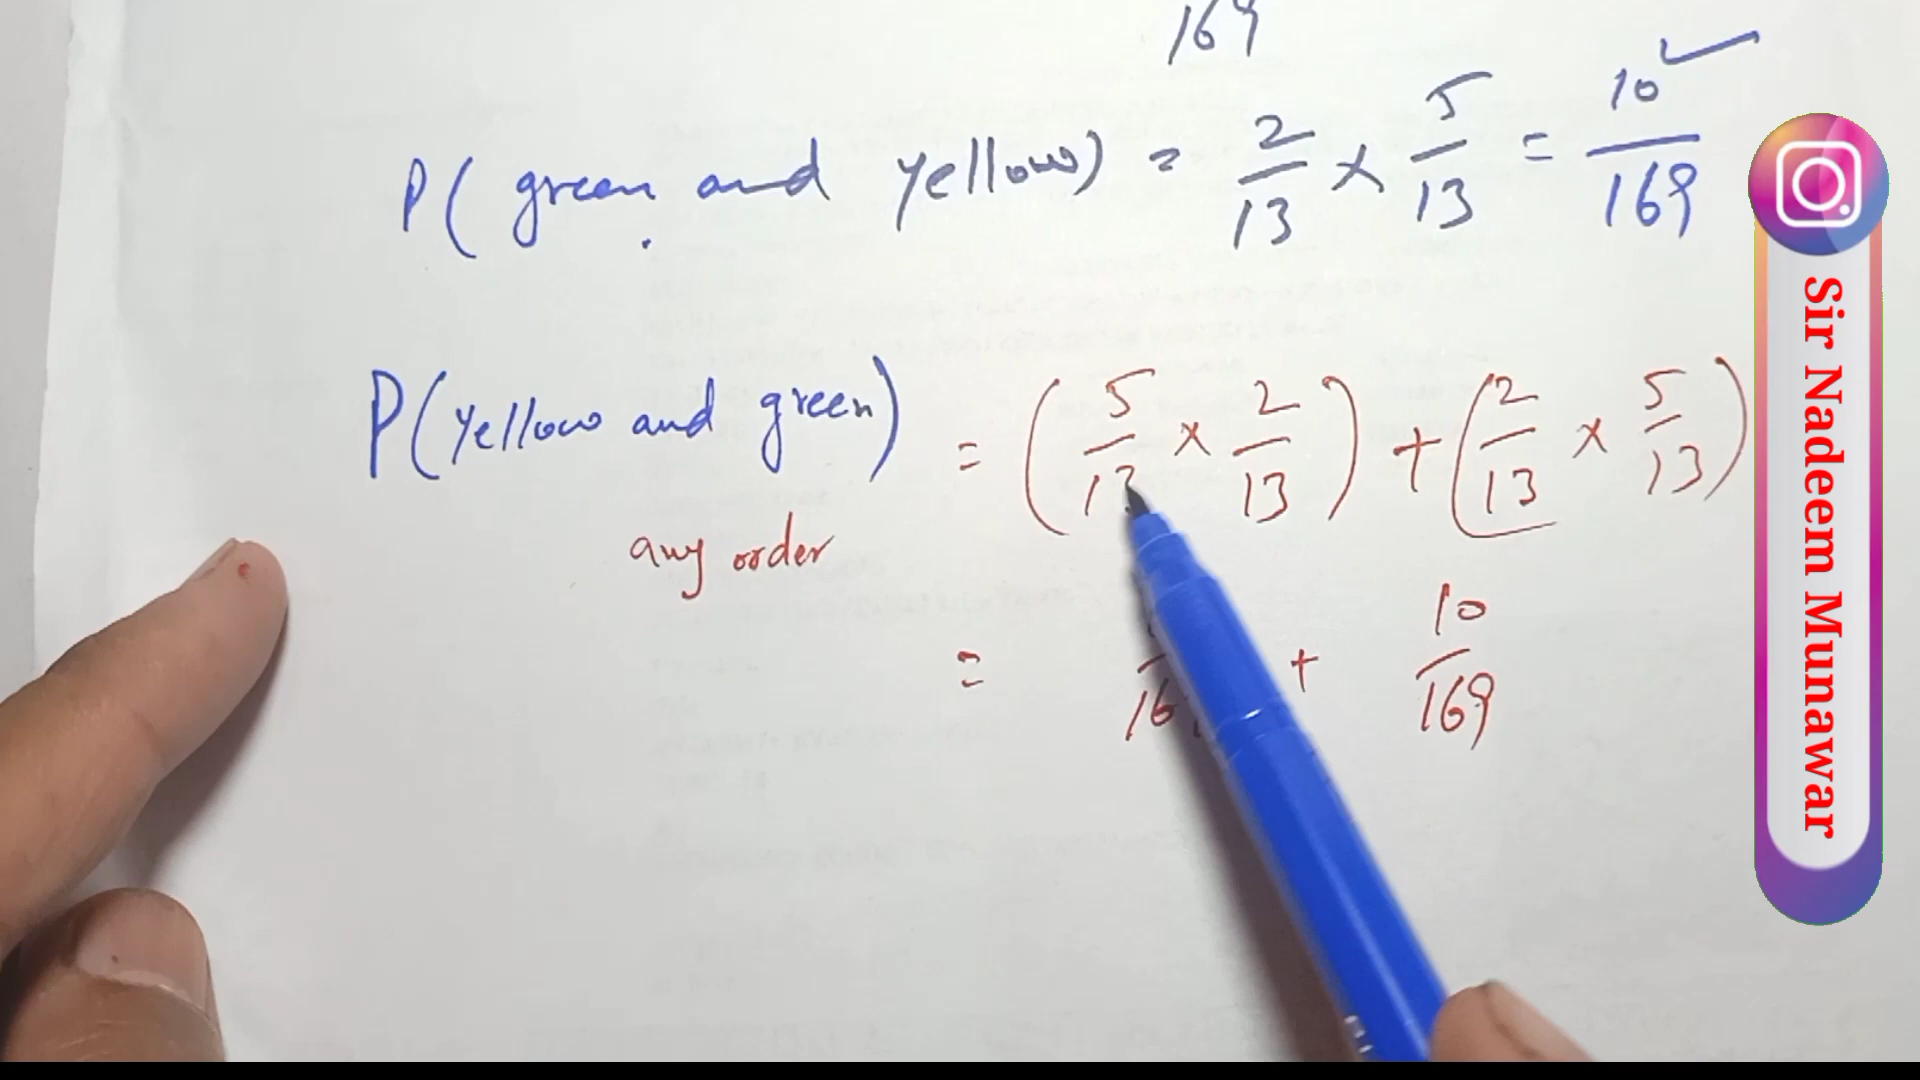 169
P( green and yellow) = 2/13 × 5/13 = 10/169 ✓
P(yellow and green) = (5/13 × 2/13) + (2/13 × 5/13)
any order
= 16 + 10/169
Sir Nadeem Munawar